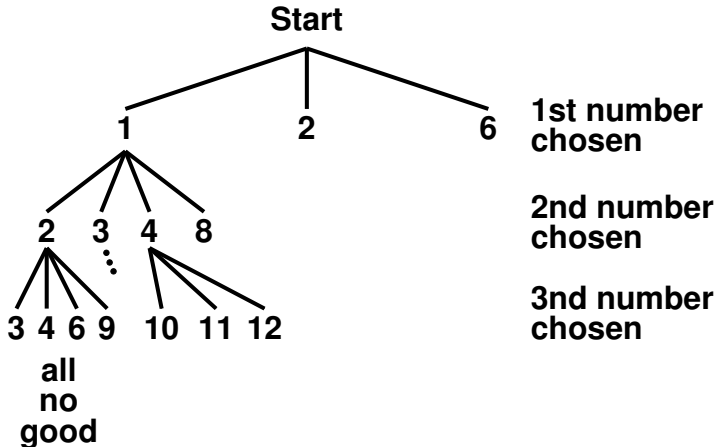 Start
1 2 6 1st number
chosen
2 3 4 8 2nd number
chosen
3 4 6 9 10 11 12 3nd number
chosen
all
no
good